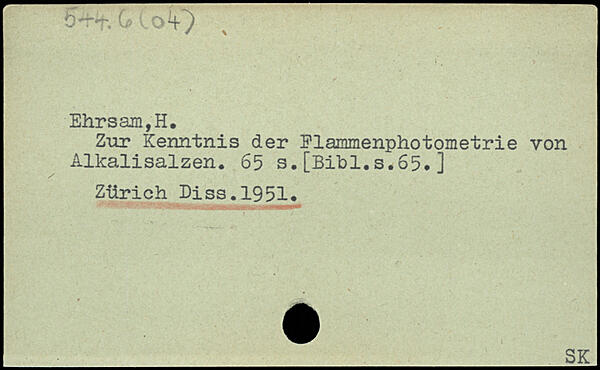 544.6(04)
Ehrsam,H.
Zur Kenntnis der Flammenphotometrie von
Alkalisalzen. 65 s.[Bibl.s.65.]
Zürich Diss.1951.
SK